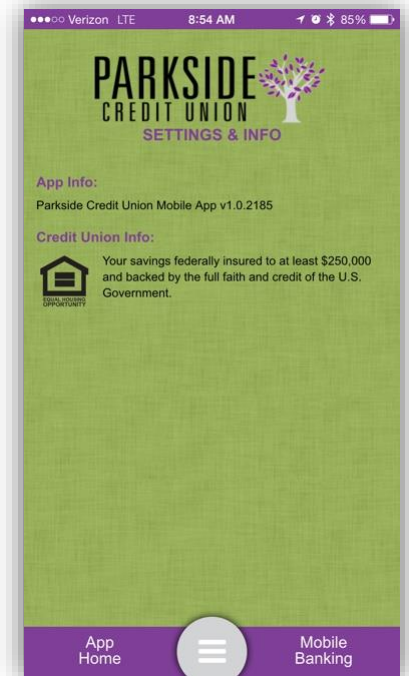 Verizon LTE 8:54 AM 85%
PARKSIDE
CREDIT UNION
SETTINGS & INFO
App Info:
Parkside Credit Union Mobile App v1.0.2185
Credit Union Info:
Your savings federally insured to at least $250,000
and backed by the full faith and credit of the U.S.
Government.
EQUAL HOUSING
OPPORTUNITY
App
Home
Mobile
Banking